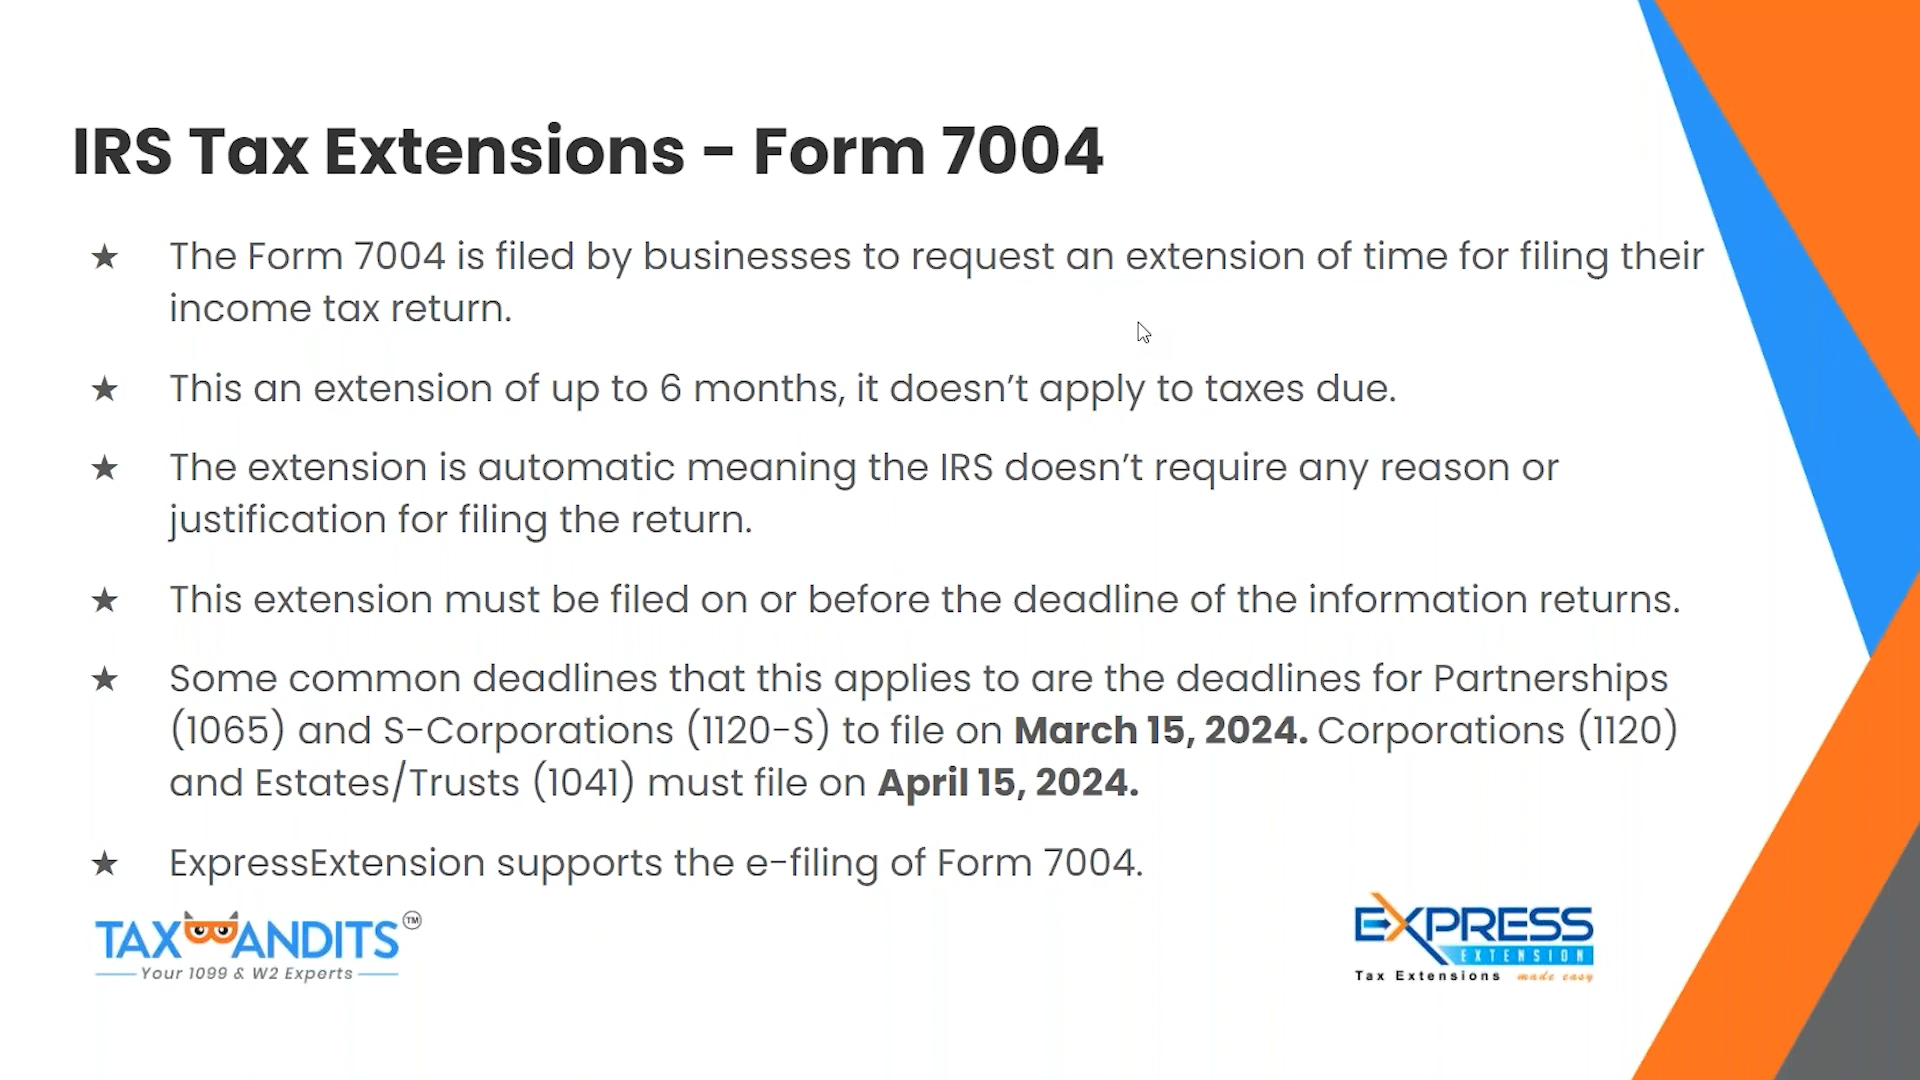 IRS Tax Extensions - Form 7004
★ The Form 7004 is filed by businesses to request an extension of time for filing their
income tax return.
★ This an extension of up to 6 months, it doesn’t apply to taxes due.
★ The extension is automatic meaning the IRS doesn’t require any reason or
justification for filing the return.
★ This extension must be filed on or before the deadline of the information returns.
★ Some common deadlines that this applies to are the deadlines for Partnerships
(1065) and S-Corporations (1120-S) to file on March 15, 2024. Corporations (1120)
and Estates/Trusts (1041) must file on April 15, 2024.
★ ExpressExtension supports the e-filing of Form 7004.
TAXBANDITS TM
Your 1099 & W2 Experts
EXPRESS
EXTENSION
Tax Extensions made easy